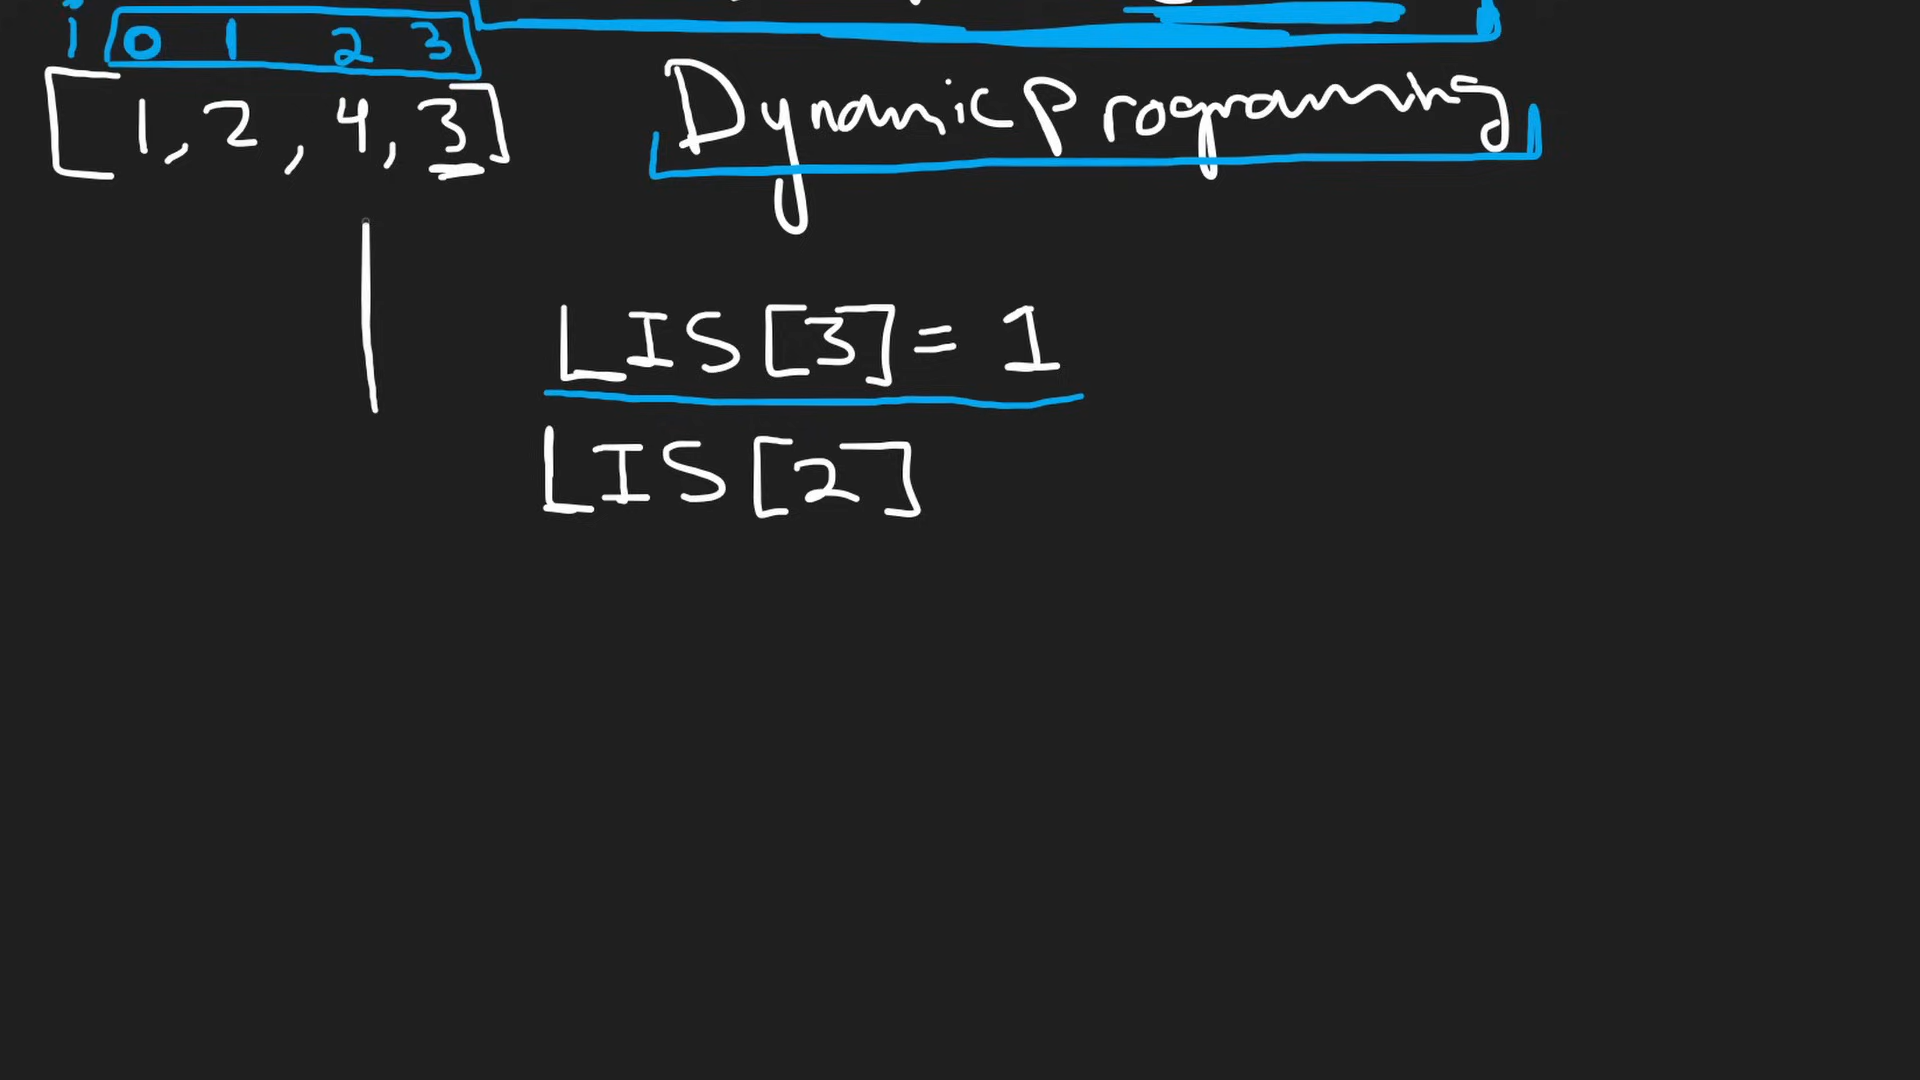 i 0 1 2 3
[1, 2, 4, 3]
Dynamic Programming
LIS[3] = 1
LIS[2]